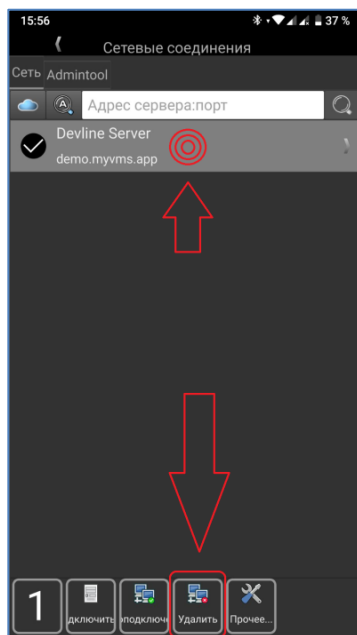 15:56 37 %
Сетевые соединения
Сеть Admintool
Адрес сервера:порт
Devline Server
demo.myvms.app
1 дключить еподключ Удалить Прочее...